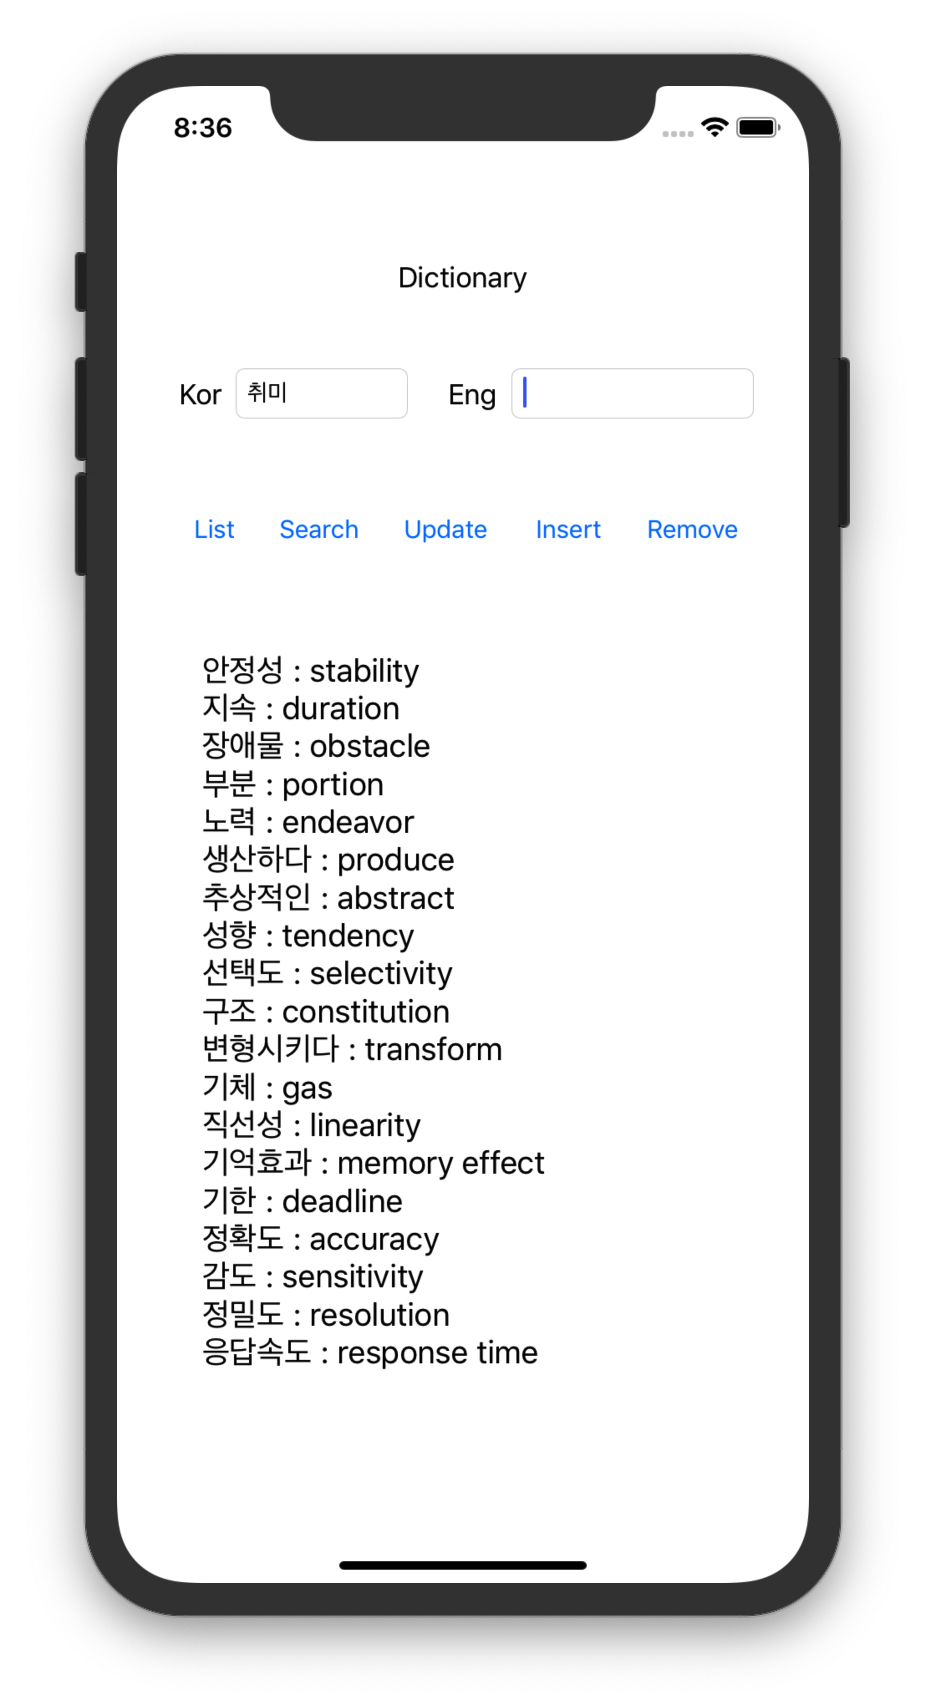 8:36
Dictionary
Kor 취미 Eng
List Search Update Insert Remove
안정성 : stability
지속 : duration
장애물 : obstacle
부분 : portion
노력 : endeavor
생산하다 : produce
추상적인 : abstract
성향 : tendency
선택도 : selectivity
구조 : constitution
변형시키다 : transform
기체 : gas
직선성 : linearity
기억효과 : memory effect
기한 : deadline
정확도 : accuracy
감도 : sensitivity
정밀도 : resolution
응답속도 : response time